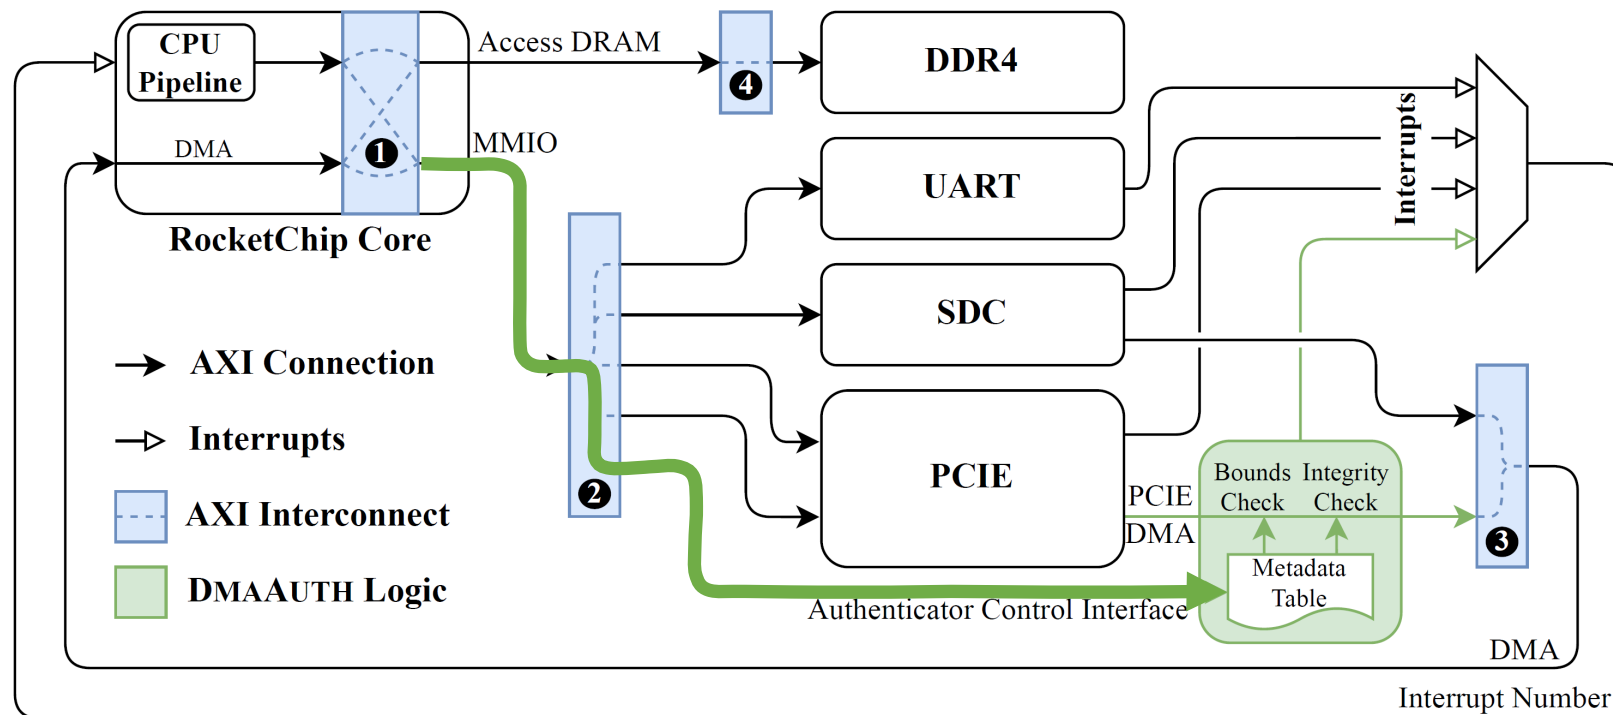 CPU
Pipeline
Access DRAM
4
DDR4
DMA
1
MMIO
RocketChip Core
UART
Interrupts
SDC
AXI Connection
Interrupts
AXI Interconnect
DMAAUTH Logic
2
PCIE
PCIE
DMA
Bounds
Check
Integrity
Check
Metadata
Table
3
Authenticator Control Interface
DMA
Interrupt Number